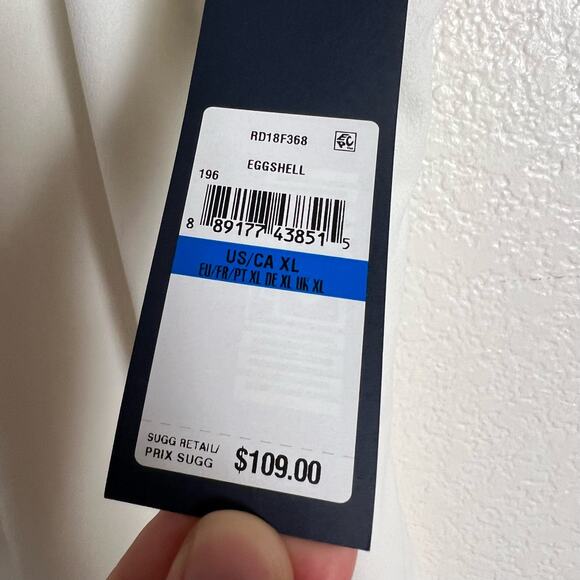 RD18F368
EGGSHELL
196
8 89177 43851 5
US/CA XL
EU/FR/PT XL DE XL UK XL
SUGG RETAIL/
PRIX SUGG $109.00